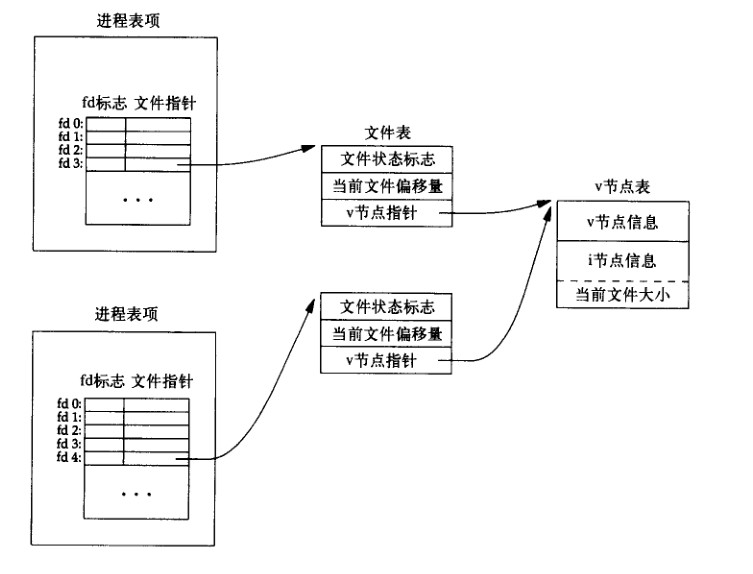 进程表项
fd标志 文件指针
fd 0:
fd 1:
fd 2:
fd 3:
...
文件表
文件状态标志
当前文件偏移量
v节点指针
v节点表
v节点信息
i节点信息
当前文件大小
进程表项
fd标志 文件指针
fd 0:
fd 1:
fd 2:
fd 3:
fd 4:
...
文件状态标志
当前文件偏移量
v节点指针